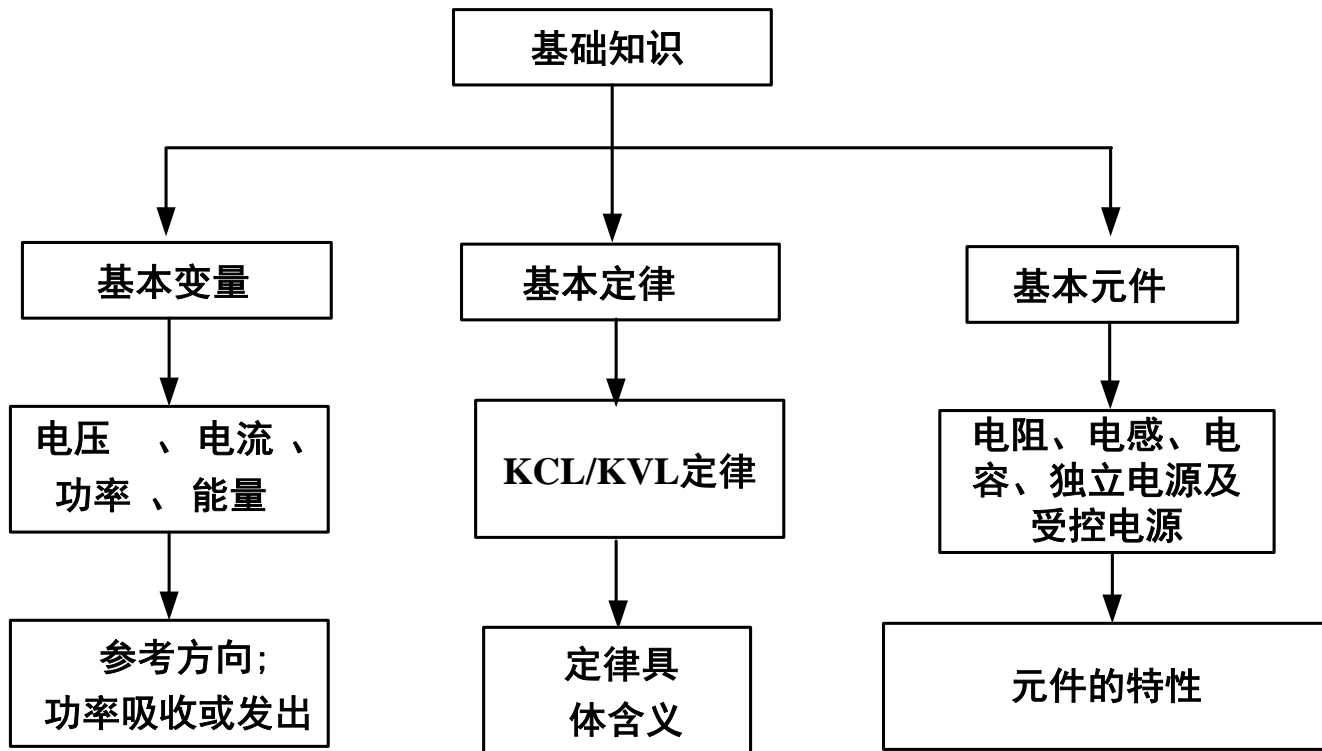 基础知识
基本变量
基本定律
基本元件
电压 、电流 、
功率 、能量
KCL/KVL定律
电阻、电感、电
容、独立电源及
受控电源
参考方向;
功率吸收或发出
定律具
体含义
元件的特性